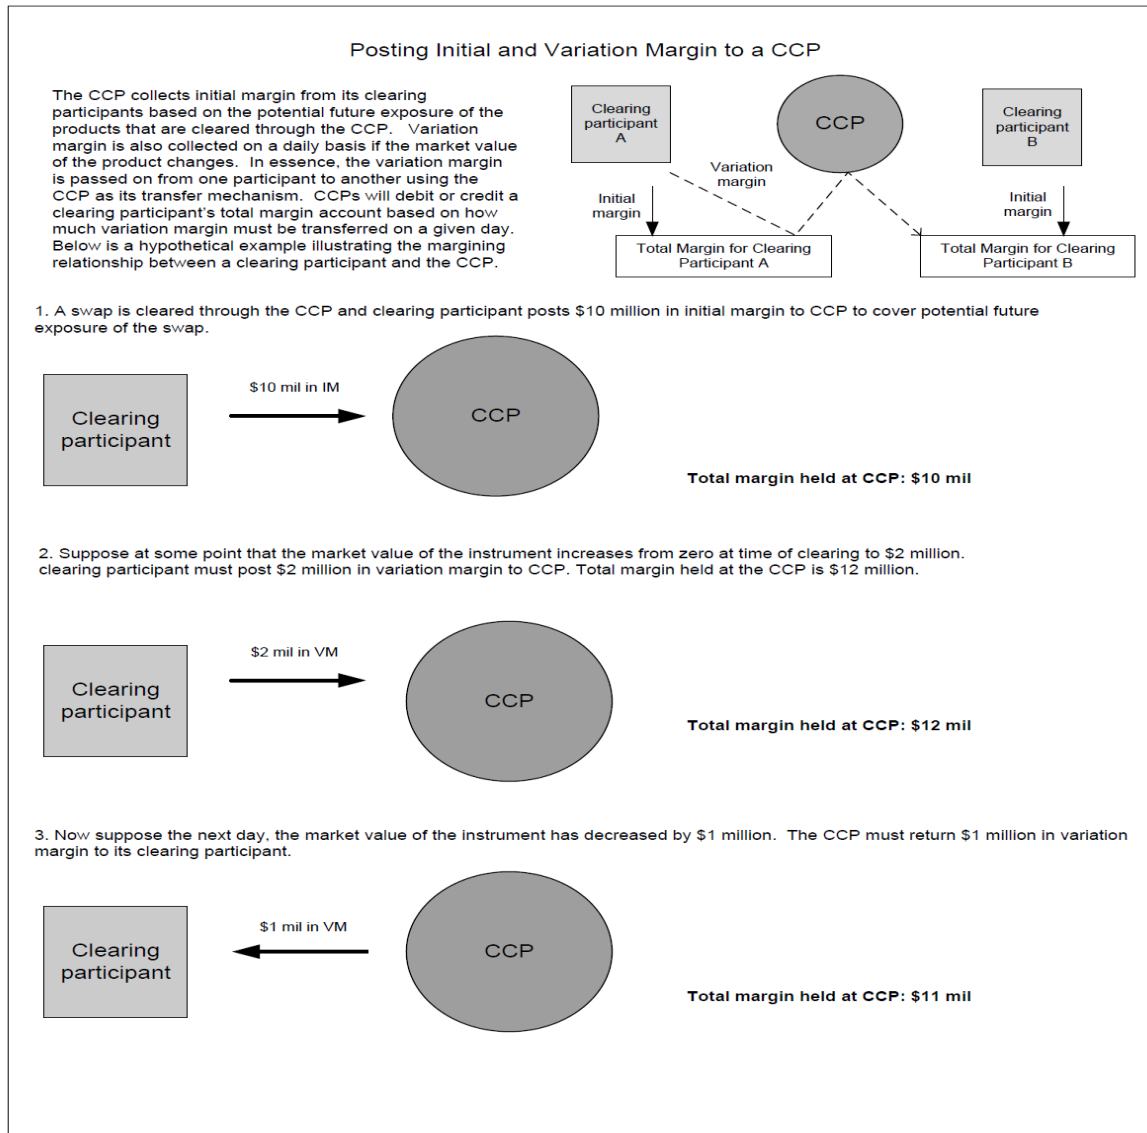 Posting Initial and Variation Margin to a CCP
The CCP collects initial margin from its clearing
participants based on the potential future exposure of the
products that are cleared through the CCP. Variation
margin is also collected on a daily basis if the market value
of the product changes. In essence, the variation margin
is passed on from one participant to another using the
CCP as its transfer mechanism. CCPs will debit or credit a
clearing participant's total margin account based on how
much variation margin must be transferred on a given day.
Below is a hypothetical example illustrating the margining
relationship between a clearing participant and the CCP.
Clearing
participant
A
CCP
Clearing
participant
B
Variation
margin
Initial
margin
Initial
margin
Total Margin for Clearing
Participant A
Total Margin for Clearing
Participant B
1. A swap is cleared through the CCP and clearing participant posts $10 million in initial margin to CCP to cover potential future
exposure of the swap.
Clearing
participant
$10 mil in IM
CCP
Total margin held at CCP: $10 mil
2. Suppose at some point that the market value of the instrument increases from zero at time of clearing to $2 million.
clearing participant must post $2 million in variation margin to CCP. Total margin held at the CCP is $12 million.
Clearing
participant
$2 mil in VM
CCP
Total margin held at CCP: $12 mil
3. Now suppose the next day, the market value of the instrument has decreased by $1 million. The CCP must return $1 million in variation
margin to its clearing participant.
Clearing
participant
$1 mil in VM
CCP
Total margin held at CCP: $11 mil